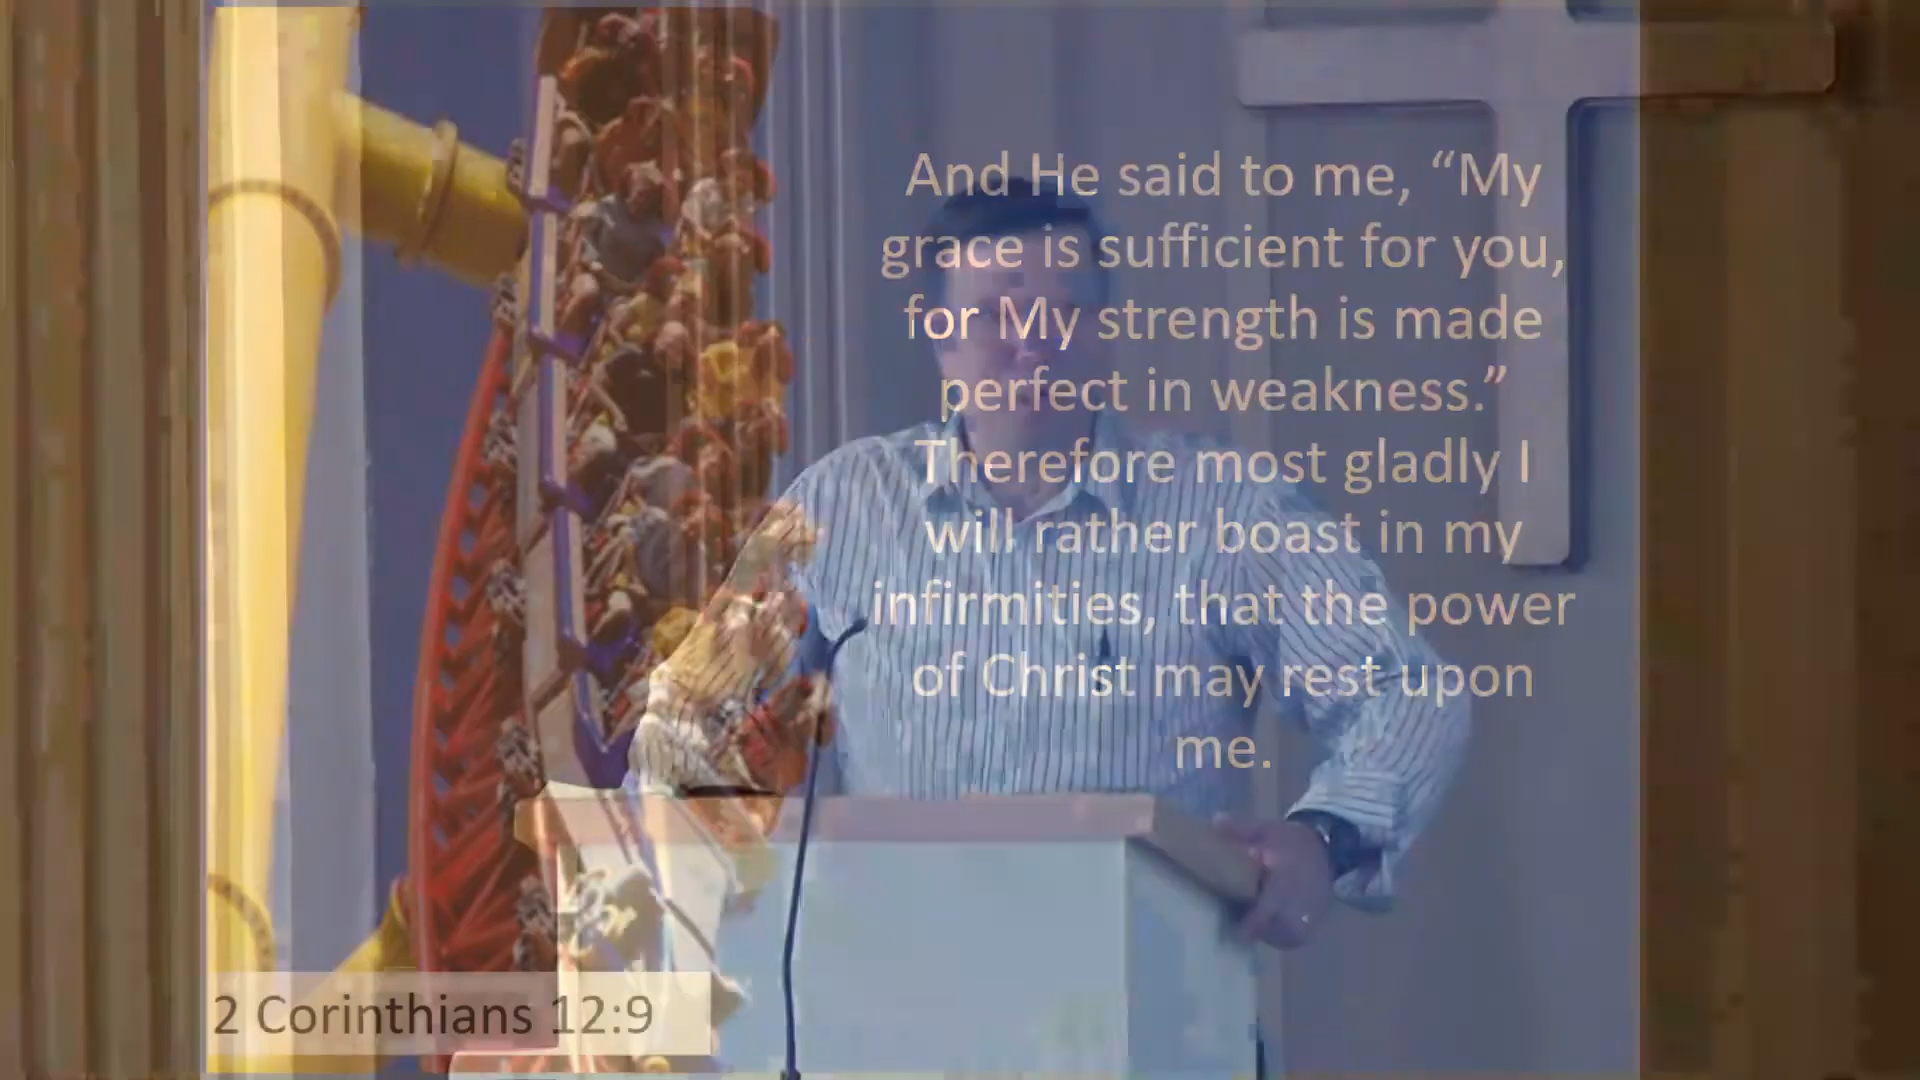 And He said to me, “My
grace is sufficient for you,
for My strength is made
perfect in weakness.”
Therefore most gladly I
will rather boast in my
infirmities, that the power
of Christ may rest upon
me.
2 Corinthians 12:9